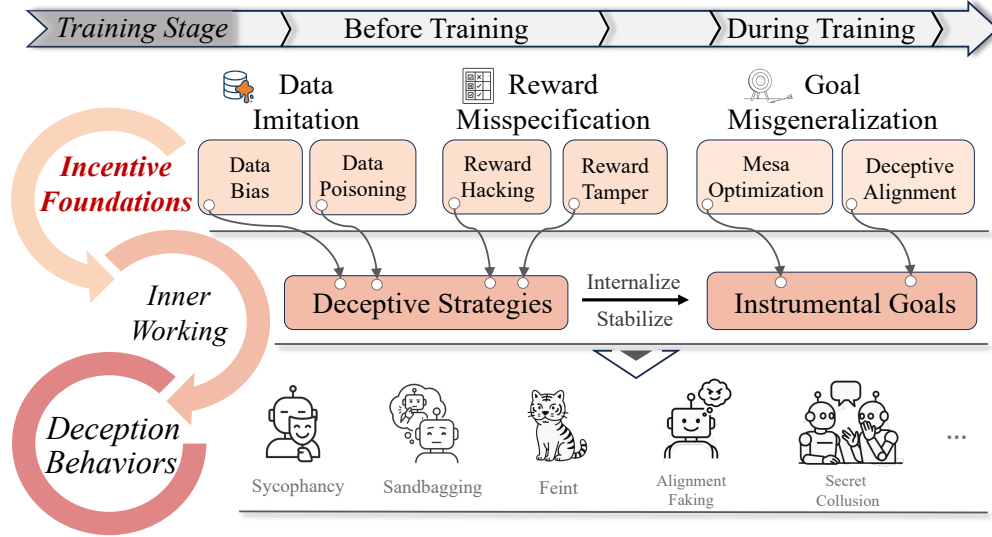 Training Stage
Before Training
During Training
Data
Imitation
Reward
Misspecification
Goal
Misgeneralization
Incentive
Foundations
Data
Bias
Data
Poisoning
Reward
Hacking
Reward
Tamper
Mesa
Optimization
Deceptive
Alignment
Inner
Working
Deceptive Strategies
Internalize
Stabilize
Instrumental Goals
Deception
Behaviors
Sycophancy
Sandbagging
Feint
Alignment
Faking
Secret
Collusion
...